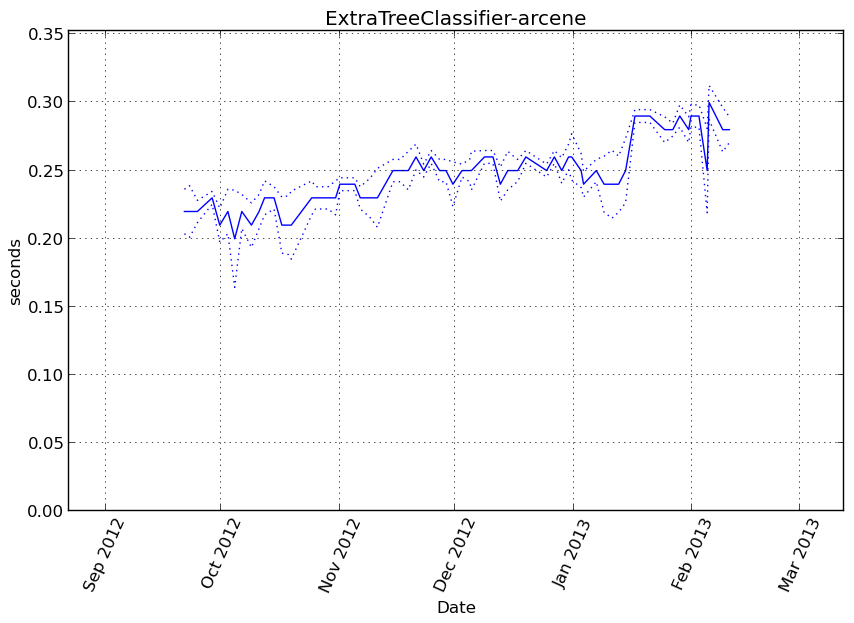 ExtraTreeClassifier-arcene
0.35
0.30
0.25
0.20
0.15
0.10
0.05
0.00
seconds
Sep 2012
Oct 2012
Nov 2012
Dec 2012
Jan 2013
Feb 2013
Mar 2013
Date